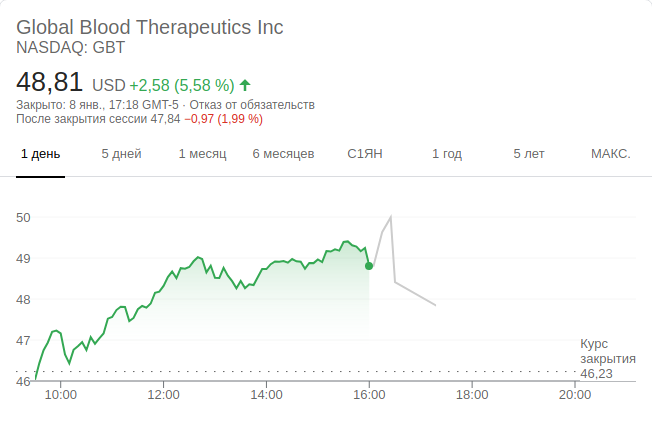 Global Blood Therapeutics Inc
NASDAQ: GBT
48,81 USD +2,58 (5,58 %)
Закрыто: 8 янв., 17:18 GMT-5 · Отказ от обязательств
После закрытия сессии 47,84 −0,97 (1,99 %)
1 день 5 дней 1 месяц 6 месяцев С1ЯН 1 год 5 лет МАКС.
50
49
48
47
46
Курс
закрытия
46,23
10:00 12:00 14:00 16:00 18:00 20:00